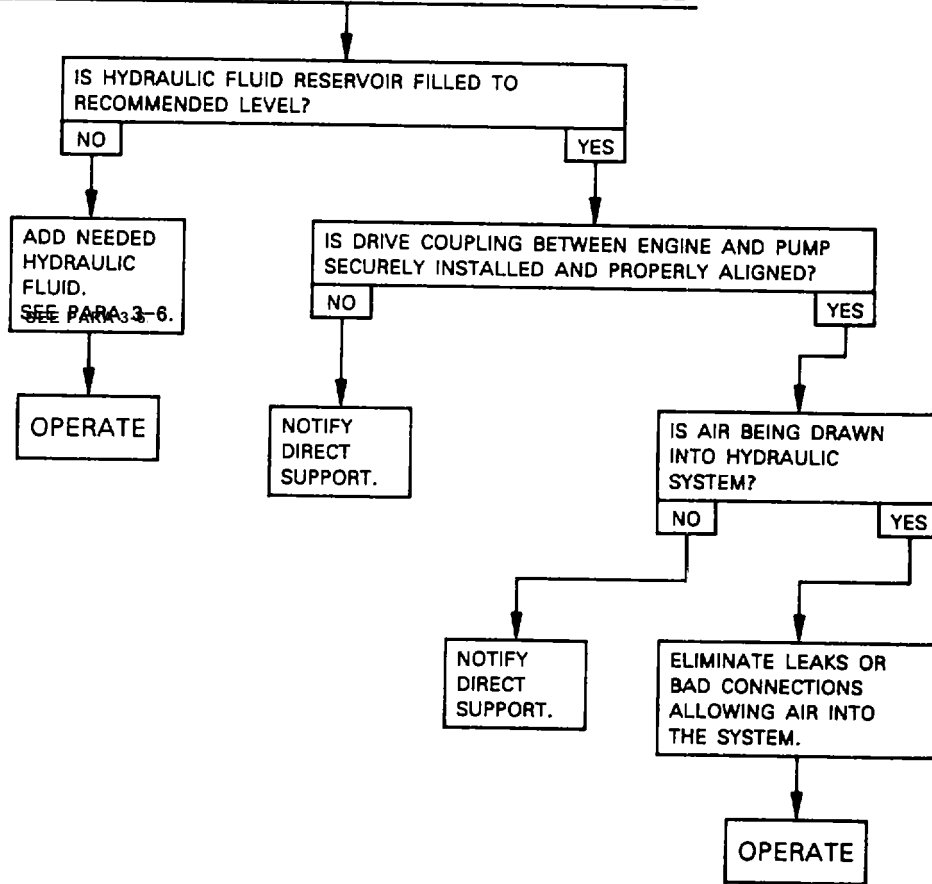 IS HYDRAULIC FLUID RESERVOIR FILLED TO
RECOMMENDED LEVEL?
NO
YES
ADD NEEDED
HYDRAULIC
FLUID.
SEE PARA 3-6.
IS DRIVE COUPLING BETWEEN ENGINE AND PUMP
SECURELY INSTALLED AND PROPERLY ALIGNED?
NO
YES
OPERATE
NOTIFY
DIRECT
SUPPORT.
IS AIR BEING DRAWN
INTO HYDRAULIC
SYSTEM?
NO
YES
NOTIFY
DIRECT
SUPPORT.
ELIMINATE LEAKS OR
BAD CONNECTIONS
ALLOWING AIR INTO
THE SYSTEM.
OPERATE